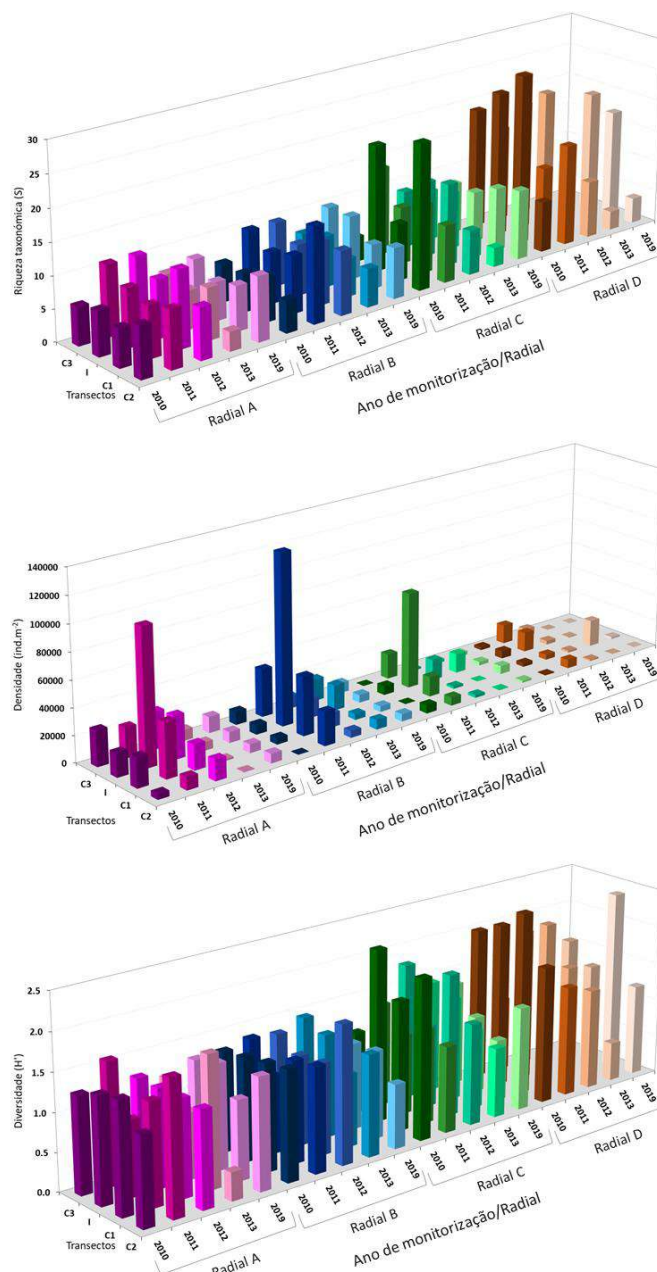 30
25
20
15
10
5
0
Riqueza taxonómica (S)
C3
I
C1
C2
Transectos
2010
2011
2012
2013
2019
2010
2011
2012
2013
2019
2010
2011
2012
2013
2019
2010
2011
2012
2013
2019
Radial A
Radial B
Radial C
Radial D
Ano de monitorização/Radial
140000
120000
100000
80000
60000
40000
20000
0
Densidade (ind.m-2)
C3
I
C1
C2
Transectos
2010
2011
2012
2013
2019
2010
2011
2012
2013
2019
2010
2011
2012
2013
2019
2010
2011
2012
2013
2019
Radial A
Radial B
Radial C
Radial D
Ano de monitorização/Radial
2.5
2.0
1.5
1.0
0.5
0.0
Diversidade (H')
C3
I
C1
C2
Transectos
2010
2011
2012
2013
2019
2010
2011
2012
2013
2019
2010
2011
2012
2013
2019
2010
2011
2012
2013
2019
Radial A
Radial B
Radial C
Radial D
Ano de monitorização/Radial